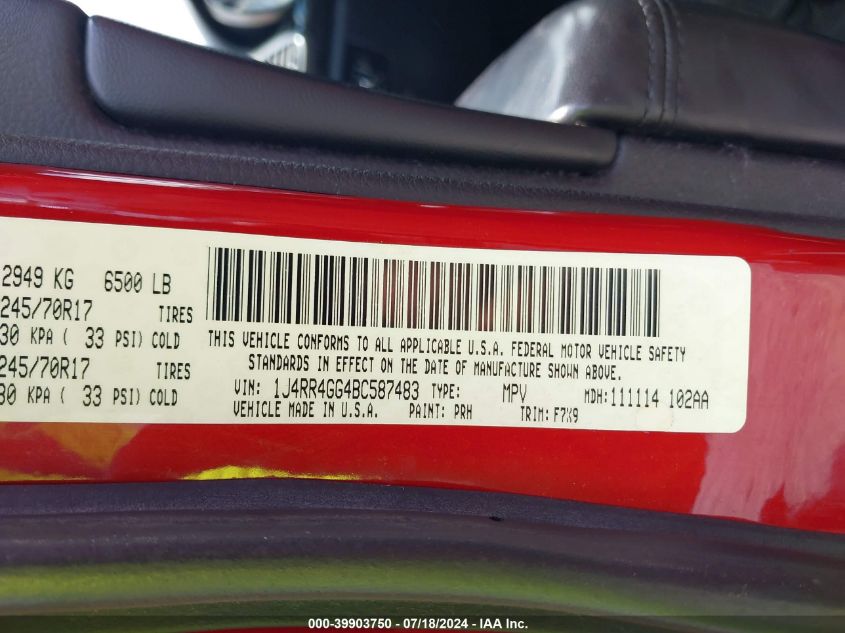 2949 KG 6500 LB
245/70R17 TIRES
30 KPA ( 33 PSI) COLD
245/70R17 TIRES
30 KPA ( 33 PSI) COLD
THIS VEHICLE CONFORMS TO ALL APPLICABLE U.S.A. FEDERAL MOTOR VEHICLE SAFETY
STANDARDS IN EFFECT ON THE DATE OF MANUFACTURE SHOWN ABOVE.
VIN: 1J4RR4GG4BC587483 TYPE: MPV MDH:111114 102AA
VEHICLE MADE IN U.S.A. PAINT: PRH TRIM: F7X9
000-39903750 - 07/18/2024 - IAA Inc.